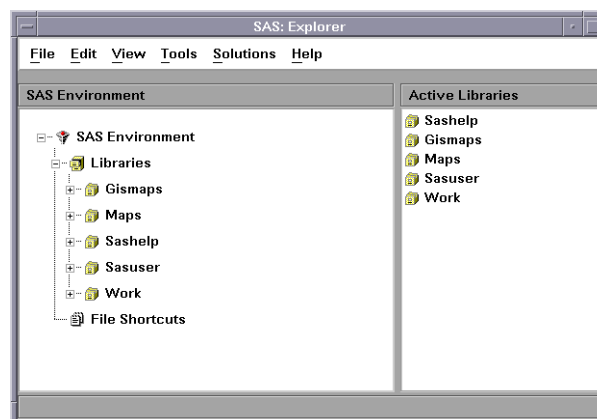 SAS: Explorer
File Edit View Tools Solutions Help
SAS Environment
SAS Environment
Libraries
Gismaps
Maps
Sashelp
Sasuser
Work
File Shortcuts
Active Libraries
Sashelp
Gismaps
Maps
Sasuser
Work